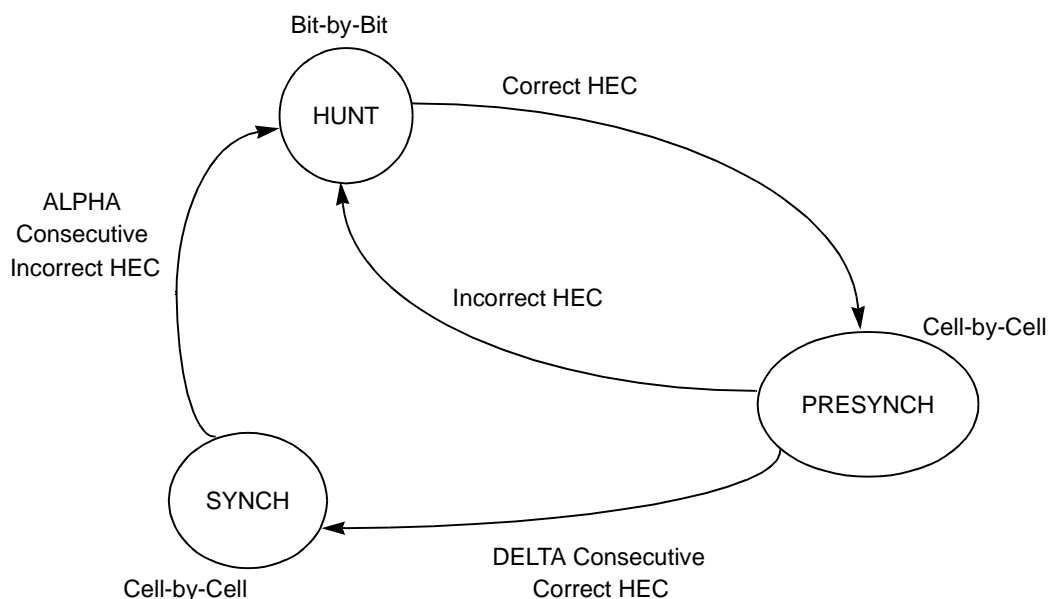 Bit-by-Bit
HUNT
Correct HEC
ALPHA
Consecutive
Incorrect HEC
Incorrect HEC
Cell-by-Cell
PRESYNCH
SYNCH
DELTA Consecutive
Correct HEC
Cell-by-Cell